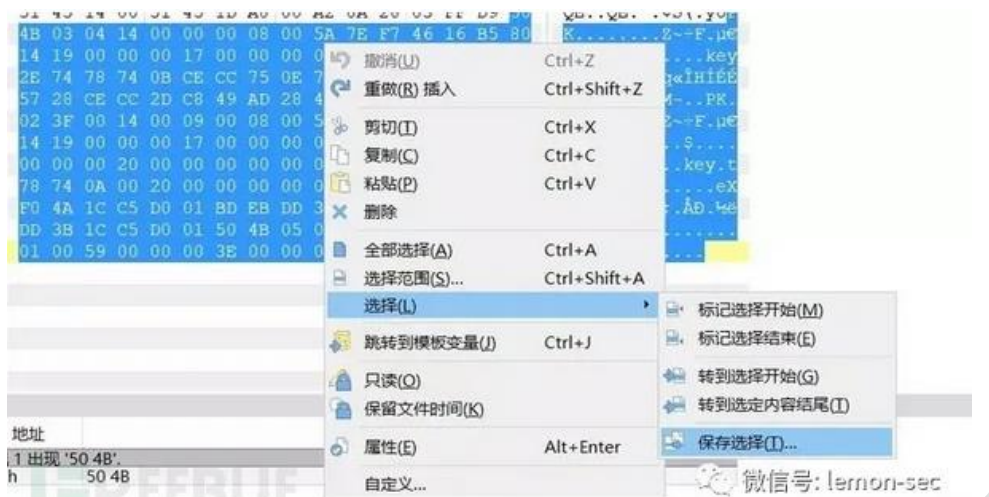 4B 03 04 14 00 00 00 08 00 5A 7E F7 46 16 B5 80
14 19 00 00 00 17 00 00 00
....key
2E 74 78 74 0B CE CC 75 0E
57 28 CE CC 2D C8 49 AD 28
02 3F 00 14 00 09 00 08 00
14 19 00 00 00 17 00 00 00
00 00 00 20 00 00 00 00 00
..key.t
78 74 0A 00 20 00 00 00 00
F0 4A 1C C5 D0 01 BD EB DD
DD 3B 1C C5 D0 01 50 4B 05
01 00 59 00 00 00 3E 00 00
撤消(U) Ctrl+Z
重做(R) 插入 Ctrl+Shift+Z
剪切(T) Ctrl+X
复制(C) Ctrl+C
粘贴(P) Ctrl+V
删除
全部选择(A) Ctrl+A
选择范围(S)... Ctrl+Shift+A
选择(L)
跳转到模板变量(J) Ctrl+J
只读(O)
保留文件时间(K)
属性(E) Alt+Enter
自定义...
标记选择开始(M)
标记选择结束(E)
转到选择开始(G)
转到选定内容结尾(T)
保存选择(I)...
地址
1 出现 '50 4B'.
h 50 4B
REEBUF
微信号: lemon-sec